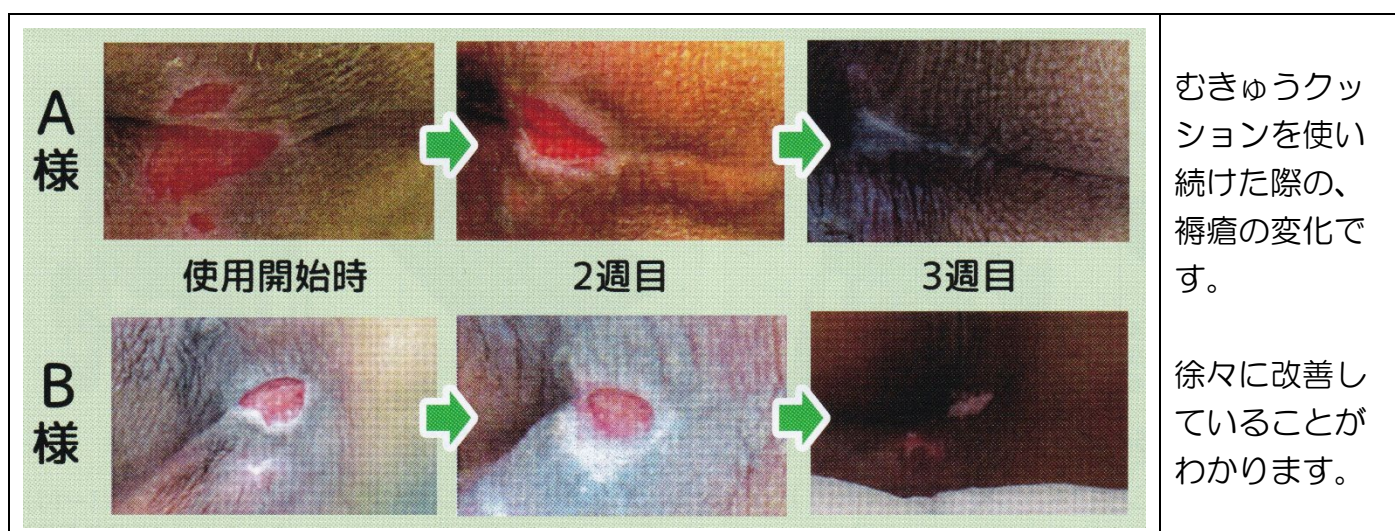 A様
使用開始時
2週目
3週目
B様
むきゅうクッ
ションを使い
続けた際の、
褥瘡の変化で
す。
徐々に改善し
ていることが
わかります。